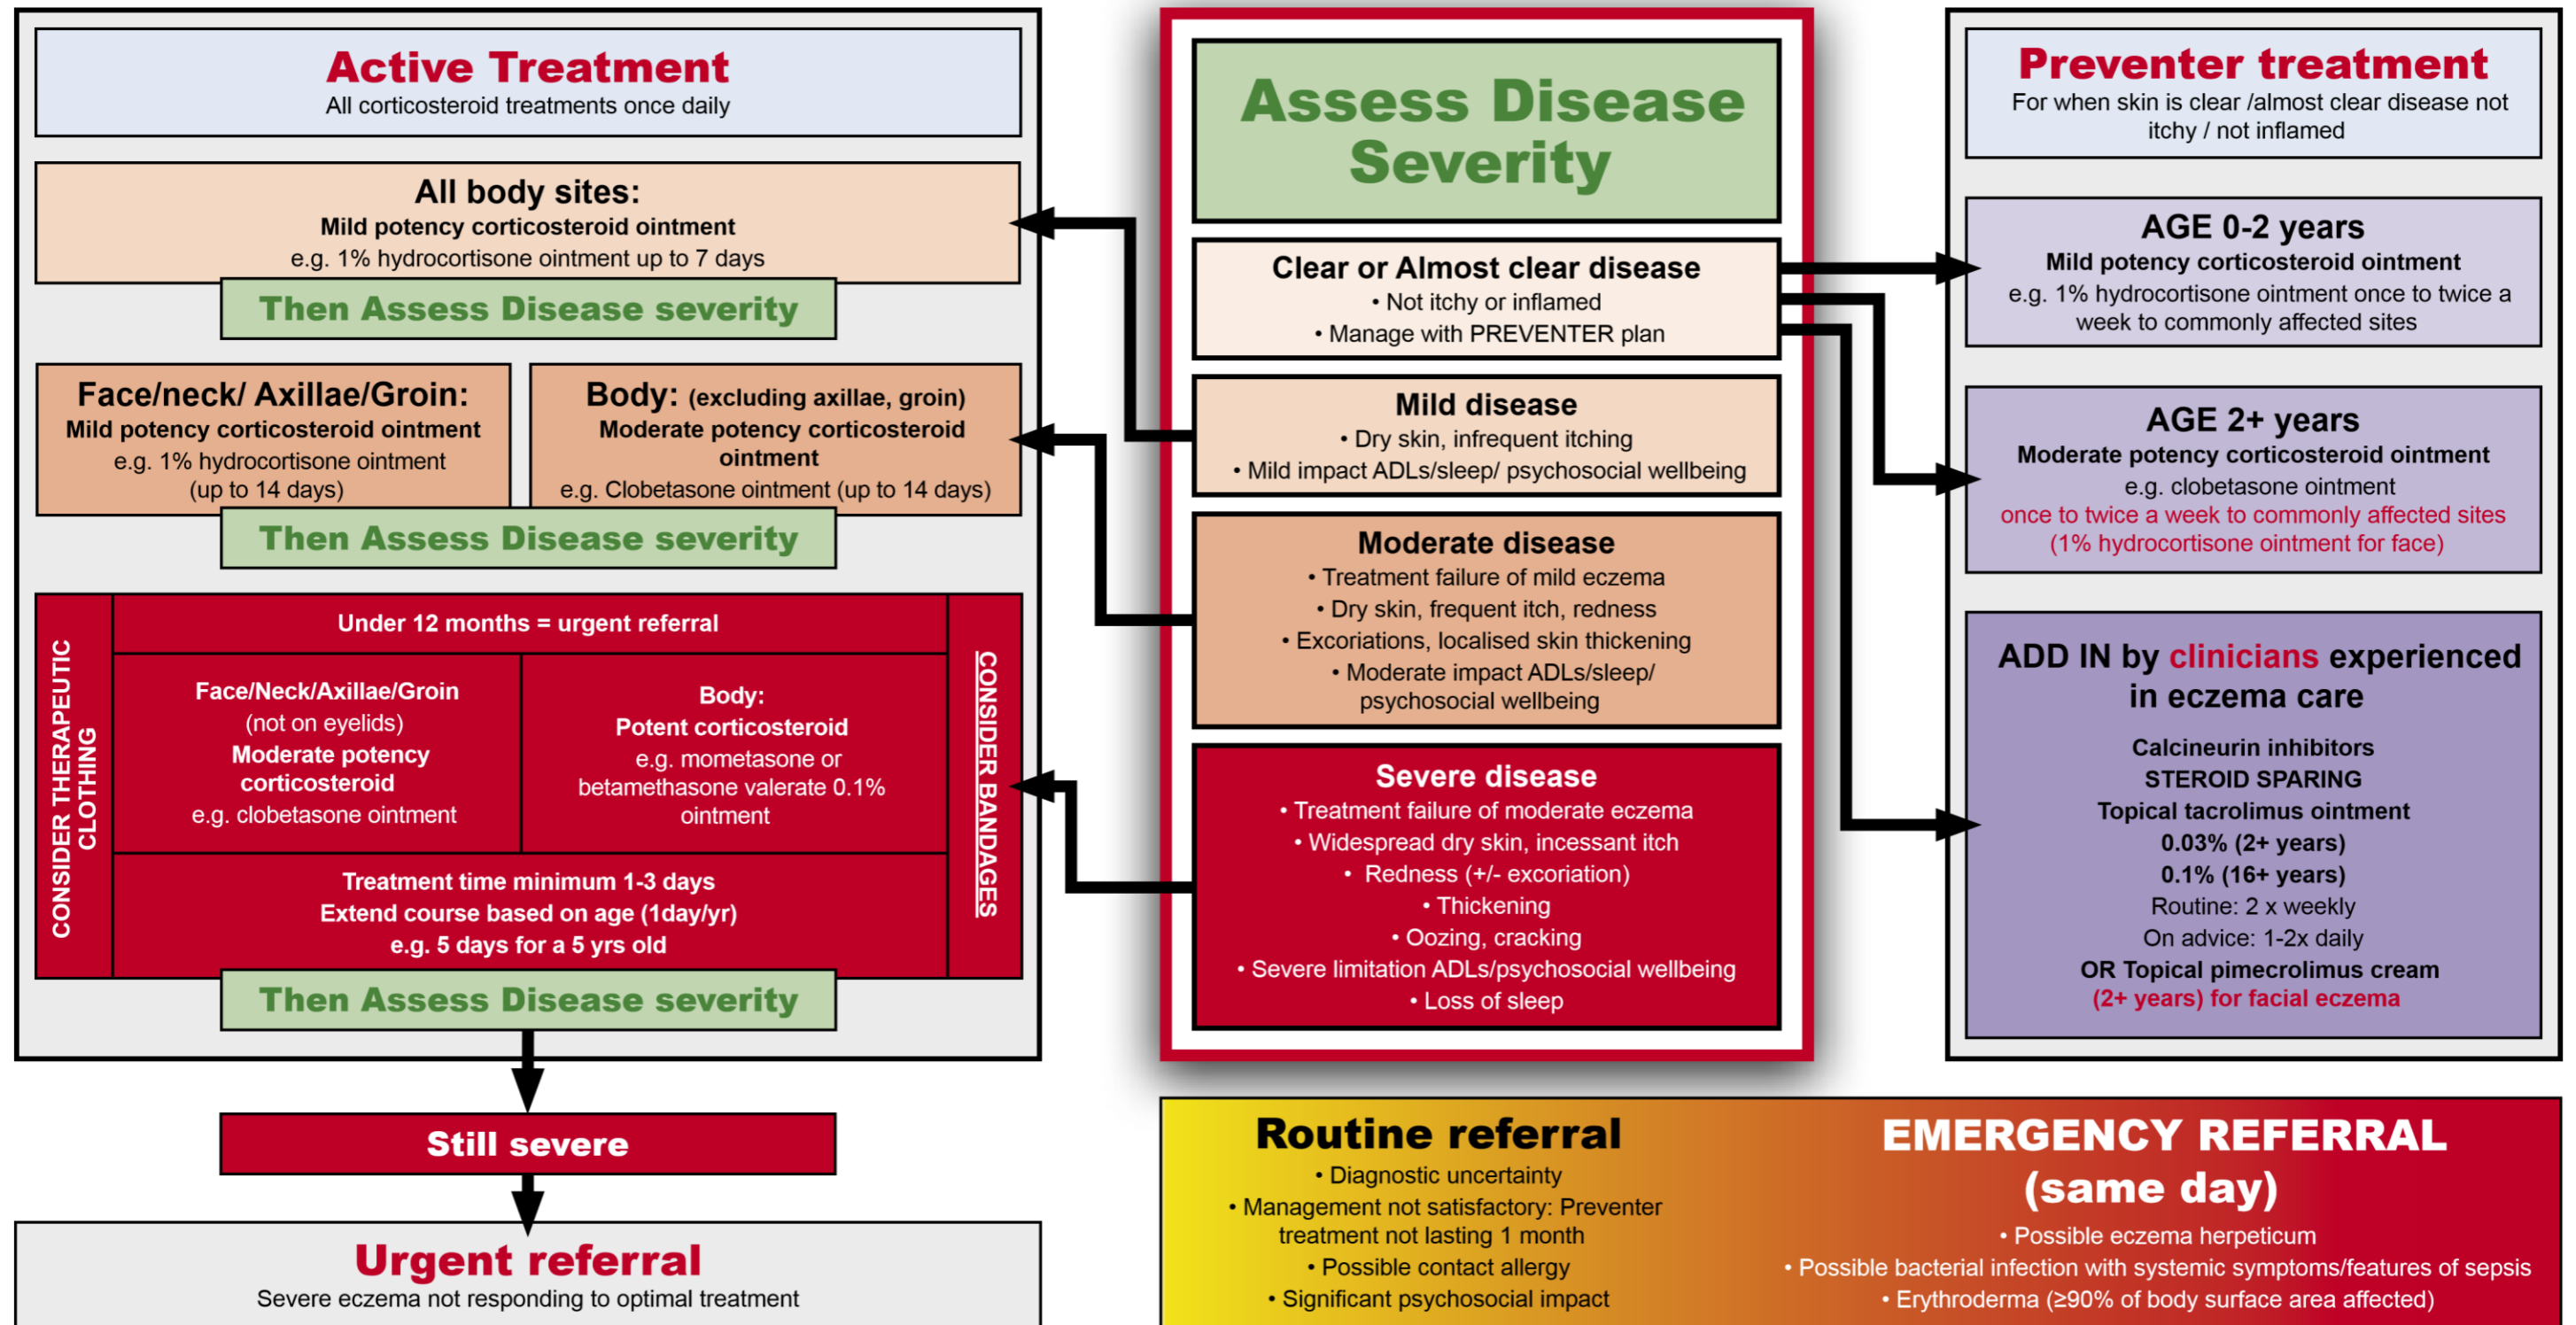 Active Treatment
All corticosteroid treatments once daily
All body sites:
Mild potency corticosteroid ointment
e.g. 1% hydrocortisone ointment up to 7 days
Then Assess Disease severity
Face/neck/ Axillae/Groin:
Mild potency corticosteroid ointment
e.g. 1% hydrocortisone ointment
(up to 14 days)
Body: (excluding axillae, groin)
Moderate potency corticosteroid
ointment
e.g. Clobetasone ointment (up to 14 days)
Then Assess Disease severity
CONSIDER THERAPEUTIC
CLOTHING
Under 12 months = urgent referral
Face/Neck/Axillae/Groin
(not on eyelids)
Moderate potency
corticosteroid
e.g. clobetasone ointment
Body:
Potent corticosteroid
e.g. mometasone or
betamethasone valerate 0.1%
ointment
CONSIDER BANDAGES
Treatment time minimum 1-3 days
Extend course based on age (1day/yr)
e.g. 5 days for a 5 yrs old
Then Assess Disease severity
Still severe
Urgent referral
Severe eczema not responding to optimal treatment
Assess Disease
Severity
Clear or Almost clear disease
• Not itchy or inflamed
• Manage with PREVENTER plan
Mild disease
• Dry skin, infrequent itching
• Mild impact ADLs/sleep/ psychosocial wellbeing
Moderate disease
• Treatment failure of mild eczema
• Dry skin, frequent itch, redness
• Excoriations, localised skin thickening
• Moderate impact ADLs/sleep/
psychosocial wellbeing
Severe disease
• Treatment failure of moderate eczema
• Widespread dry skin, incessant itch
• Redness (+/- excoriation)
• Thickening
• Oozing, cracking
• Severe limitation ADLs/psychosocial wellbeing
• Loss of sleep
Preventer treatment
For when skin is clear /almost clear disease not
itchy / not inflamed
AGE 0-2 years
Mild potency corticosteroid ointment
e.g. 1% hydrocortisone ointment once to twice a
week to commonly affected sites
AGE 2+ years
Moderate potency corticosteroid ointment
e.g. clobetasone ointment
once to twice a week to commonly affected sites
(1% hydrocortisone ointment for face)
ADD IN by clinicians experienced
in eczema care
Calcineurin inhibitors
STEROID SPARING
Topical tacrolimus ointment
0.03% (2+ years)
0.1% (16+ years)
Routine: 2 x weekly
On advice: 1-2x daily
OR Topical pimecrolimus cream
(2+ years) for facial eczema
Routine referral
• Diagnostic uncertainty
• Management not satisfactory: Preventer
treatment not lasting 1 month
• Possible contact allergy
• Significant psychosocial impact
EMERGENCY REFERRAL
(same day)
• Possible eczema herpeticum
• Possible bacterial infection with systemic symptoms/features of sepsis
• Erythroderma (≥90% of body surface area affected)